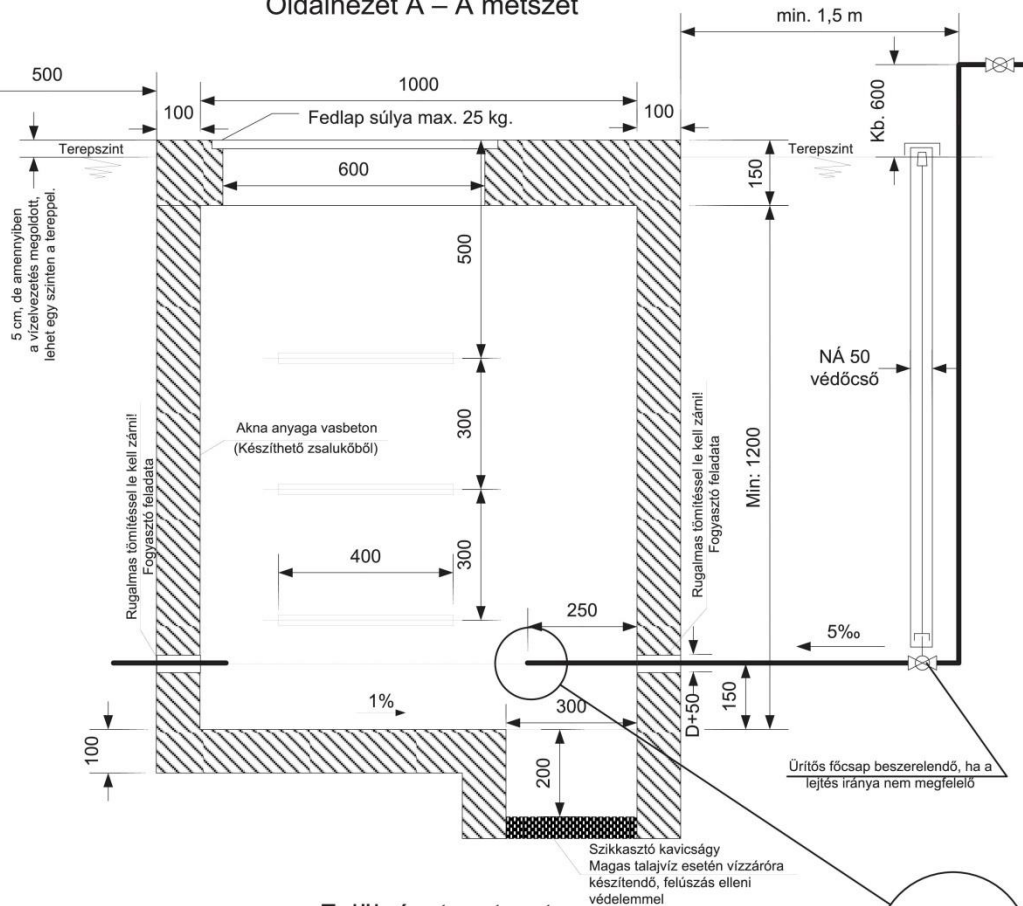 Oldalnézet A – A metszet
min. 1,5 m
500
1000
100
100
Fedlap súlya max. 25 kg.
Kb. 600
Terepszint
Terepszint
600
150
5 cm, de amennyiben
a vízelvezetés megoldott,
lehet egy szinten a tereppel.
500
NÁ 50
védőcső
Akna anyaga vasbeton
(Készíthető zsalukőből)
300
Min: 1200
Rugalmas tömítéssel le kell zárni!
Fogyasztó feladata
Rugalmas tömítéssel le kell zárni!
Fogyasztó feladata
400
300
250
5‰
1%
300
D+50
150
100
200
Ürítős főcsap beszerelendő, ha a
lejtés iránya nem megfelelő
Szikkasztó kavicságy
Magas talajvíz esetén vízzáróra
készítendő, felúszás elleni
védelemmel